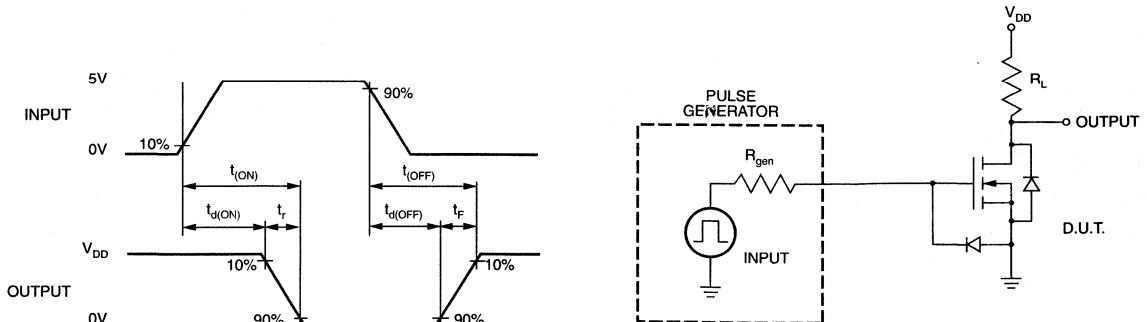 5V
INPUT
90%
10%
0V
t(ON)
t(OFF)
td(ON)
tr
td(OFF)
tF
VDD
10%
10%
OUTPUT
0V
90%
90%
VDD
RL
OUTPUT
PULSE
GENERATOR
Rgen
INPUT
D.U.T.